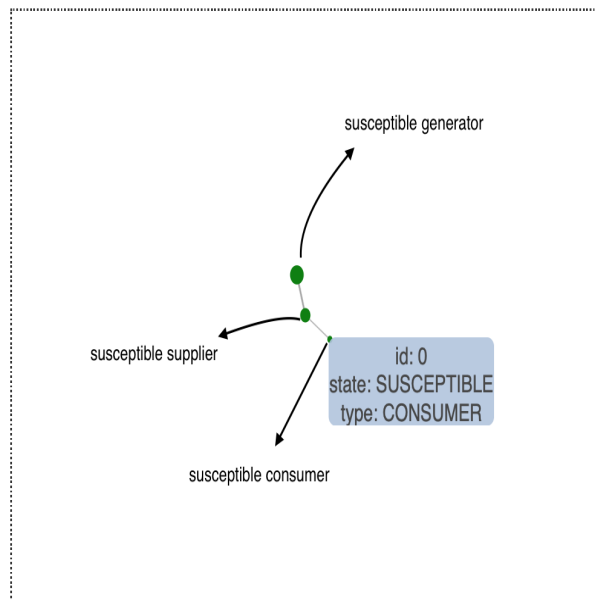 susceptible generator
susceptible supplier
id: 0
state: SUSCEPTIBLE
type: CONSUMER
susceptible consumer